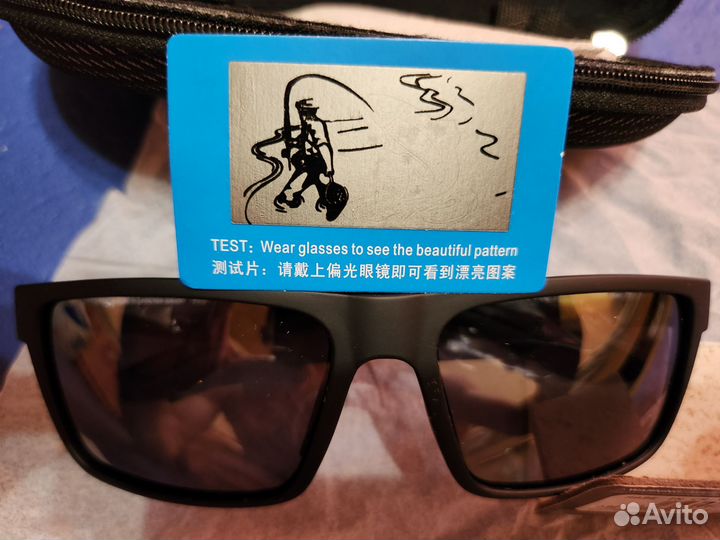 TEST: Wear glasses to see the beautiful pattern
测试片：请戴上偏光眼镜即可看到漂亮图案
Avito